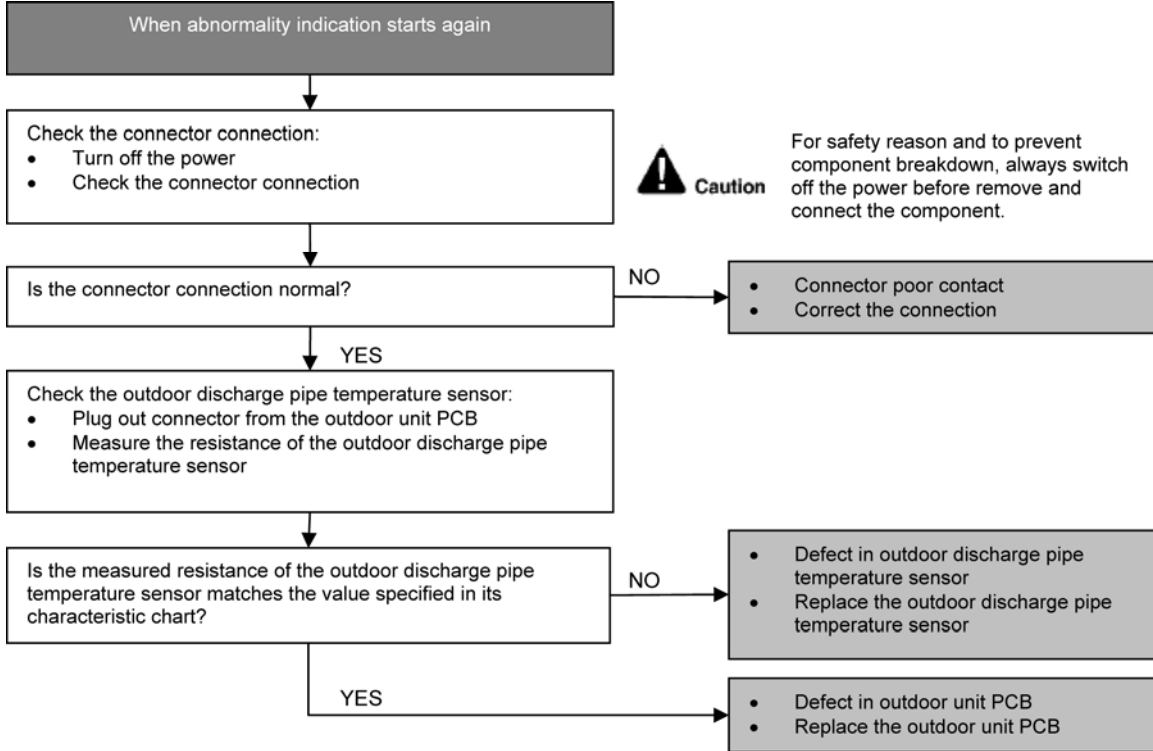 When abnormality indication starts again
Check the connector connection:
• Turn off the power
• Check the connector connection
Caution
For safety reason and to prevent
component breakdown, always switch
off the power before remove and
connect the component.
Is the connector connection normal?
NO
• Connector poor contact
• Correct the connection
YES
Check the outdoor discharge pipe temperature sensor:
• Plug out connector from the outdoor unit PCB
• Measure the resistance of the outdoor discharge pipe
temperature sensor
Is the measured resistance of the outdoor discharge pipe
temperature sensor matches the value specified in its
characteristic chart?
NO
• Defect in outdoor discharge pipe
temperature sensor
• Replace the outdoor discharge pipe
temperature sensor
YES
• Defect in outdoor unit PCB
• Replace the outdoor unit PCB